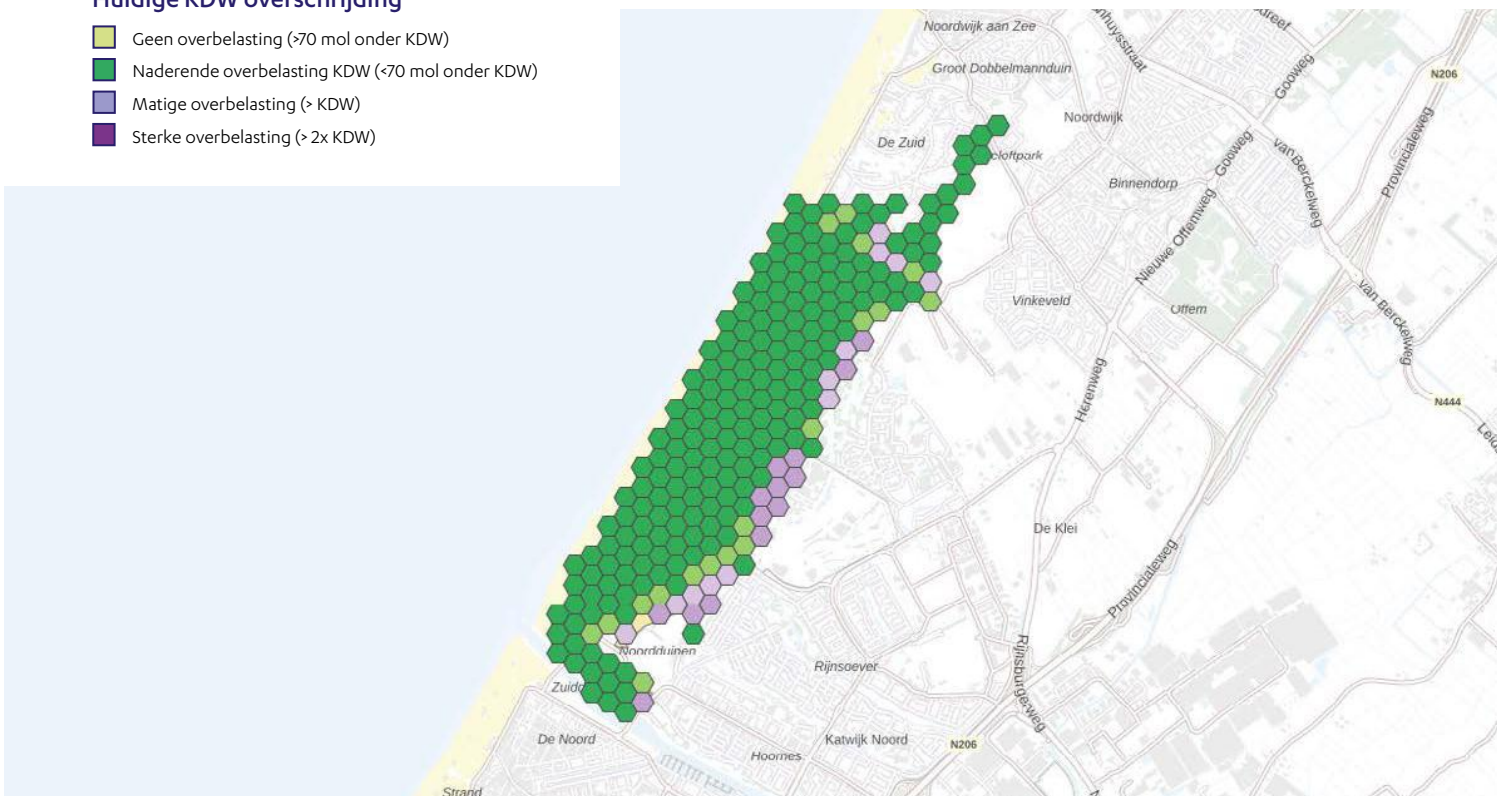 Huidige KDW overschrijding
Geen overbelasting (>70 mol onder KDW)
Naderende overbelasting KDW (<70 mol onder KDW)
Matige overbelasting (> KDW)
Sterke overbelasting (> 2x KDW)
Noordwijk aan Zee
Groot Dobbelmannduin
Gooweg
N206
Noordwijk
De Zuid
Provincialeweg
Gooweg
van Berckelweg
Binnendorp
Nieuwe Offemweg
Vinkeveld
Offem
van Berckelweg
Herenweg
N444
De Klei
Provincialeweg
Noordduinen
Rijnsoever
Rijnsburgerweg
De Noord
Katwijk Noord
N206
Hoornes
Strand